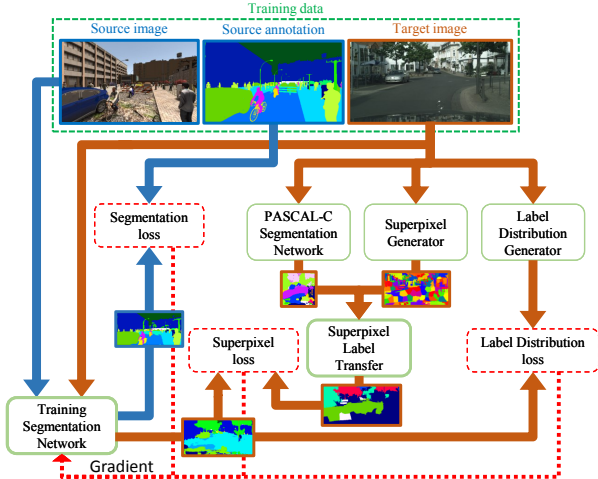 Training data
Source image
Source annotation
Target image
Segmentation
loss
PASCAL-C
Segmentation
Network
Superpixel
Generator
Label
Distribution
Generator
Superpixel
loss
Superpixel
Label
Transfer
Label Distribution
loss
Training
Segmentation
Network
Gradient